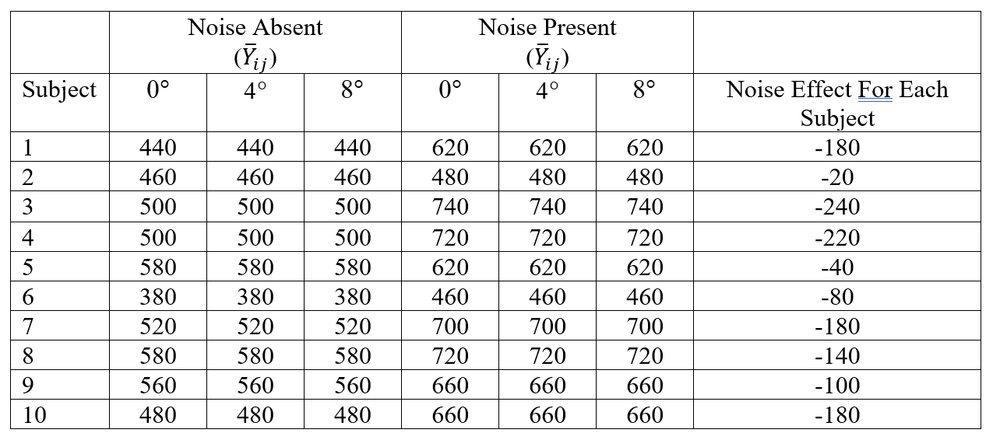 Noise Absent Noise Present
(Ȳij) (Ȳij)
Subject 0° 4° 8° 0° 4° 8° Noise Effect For Each
Subject
1 440 440 440 620 620 620 -180
2 460 460 460 480 480 480 -20
3 500 500 500 740 740 740 -240
4 500 500 500 720 720 720 -220
5 580 580 580 620 620 620 -40
6 380 380 380 460 460 460 -80
7 520 520 520 700 700 700 -180
8 580 580 580 720 720 720 -140
9 560 560 560 660 660 660 -100
10 480 480 480 660 660 660 -180